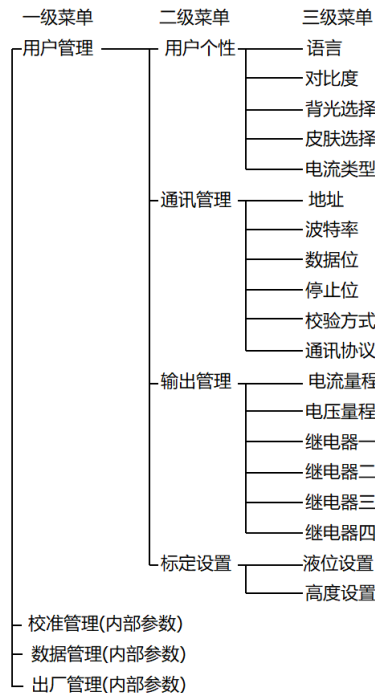 一级菜单 二级菜单 三级菜单
用户管理 用户个性 语言
对比度
背光选择
皮肤选择
电流类型
通讯管理 地址
波特率
数据位
停止位
校验方式
通讯协议
输出管理 电流量程
电压量程
继电器一
继电器二
继电器三
继电器四
标定设置 液位设置
高度设置
校准管理(内部参数)
数据管理(内部参数)
出厂管理(内部参数)